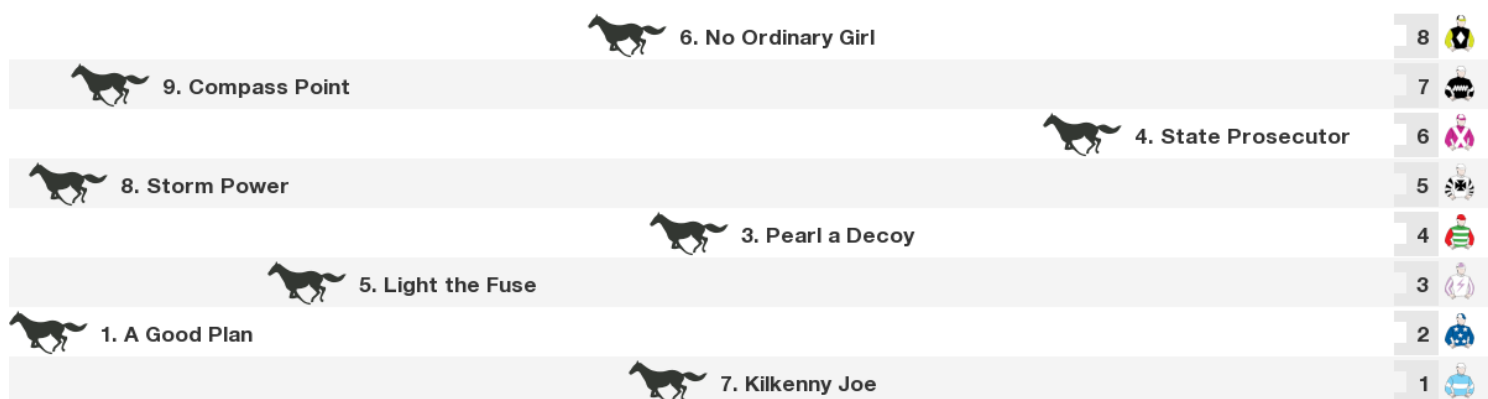 6. No Ordinary Girl 8
9. Compass Point 7
4. State Prosecutor 6
8. Storm Power 5
3. Pearl a Decoy 4
5. Light the Fuse 3
1. A Good Plan 2
7. Kilkenny Joe 1